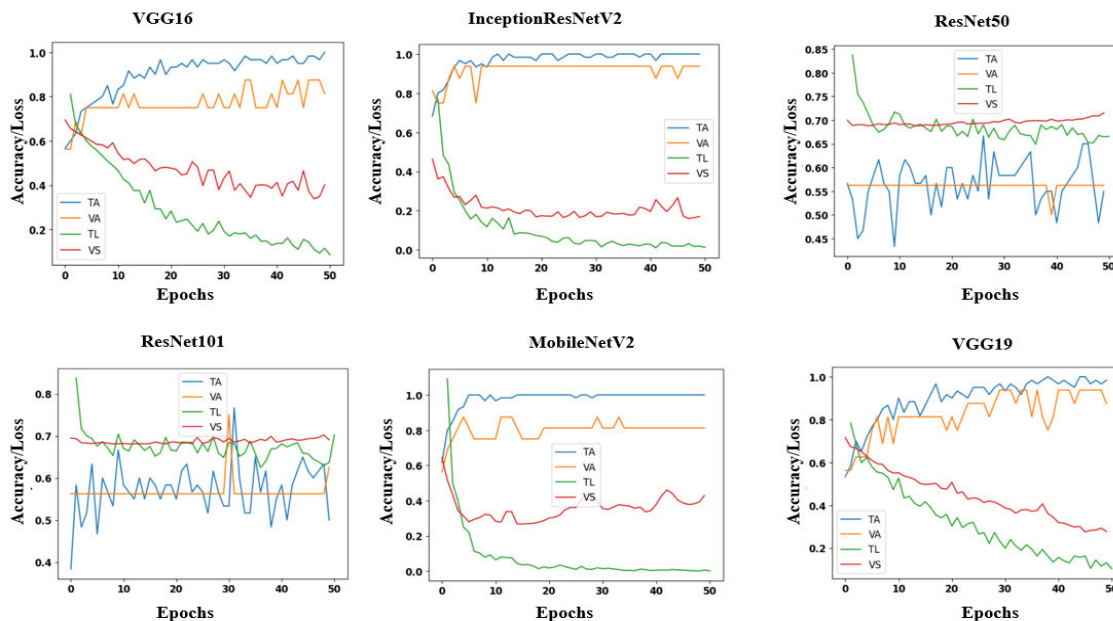 VGG16
InceptionResNetV2
ResNet50
Accuracy/Loss
1.0
0.8
0.6
0.4
0.2
TA
VA
TL
VS
0 10 20 30 40 50
Epochs
Accuracy/Loss
1.0
0.8
0.6
0.4
0.2
0.0
TA
VA
TL
VS
0 10 20 30 40 50
Epochs
Accuracy/Loss
0.85
0.80
0.75
0.70
0.65
0.60
0.55
0.50
0.45
TA
VA
TL
VS
0 10 20 30 40 50
Epochs
ResNet101
MobileNetV2
VGG19
Accuracy/Loss
0.8
0.7
0.6
0.5
0.4
TA
VA
TL
VS
0 10 20 30 40 50
Epochs
Accuracy/Loss
1.0
0.8
0.6
0.4
0.2
0.0
TA
VA
TL
VS
0 10 20 30 40 50
Epochs
Accuracy/Loss
1.0
0.8
0.6
0.4
0.2
TA
VA
TL
VS
0 10 20 30 40 50
Epochs